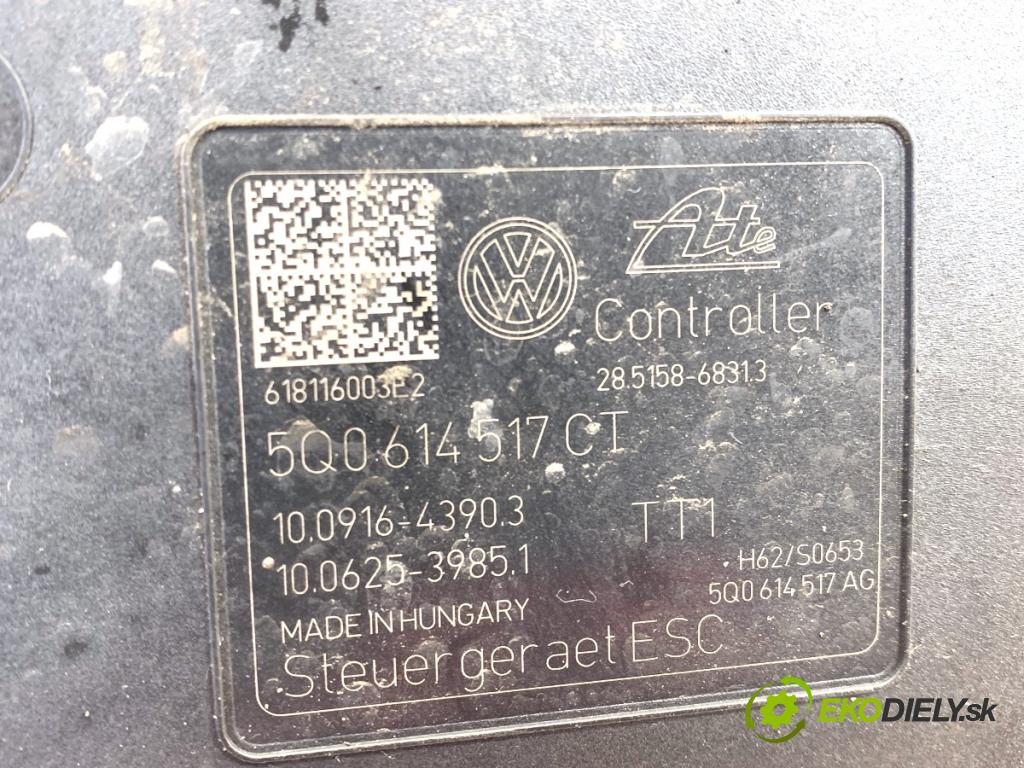 Ate
Controller
618116003E2
28.5158-6831.3
5Q0 614 517 CI
10.0916-4390.3
TT1
10.0625-3985.1
H62/S0653
5Q0 614 517 AG
MADE IN HUNGARY
Steuergeraet ESC
EKODIELY.sk